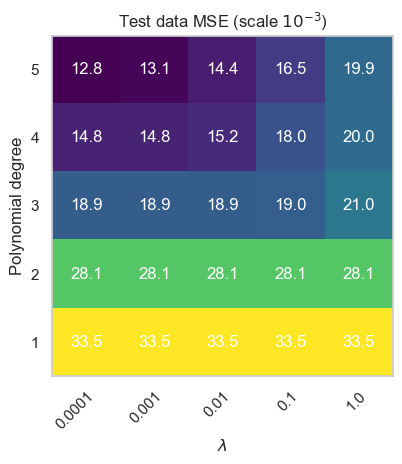 Test data MSE (scale 10⁻³)
Polynomial degree
5 12.8 13.1 14.4 16.5 19.9
4 14.8 14.8 15.2 18.0 20.0
3 18.9 18.9 18.9 19.0 21.0
2 28.1 28.1 28.1 28.1 28.1
1 33.5 33.5 33.5 33.5 33.5
0.0001 0.001 0.01 0.1 1.0
λ